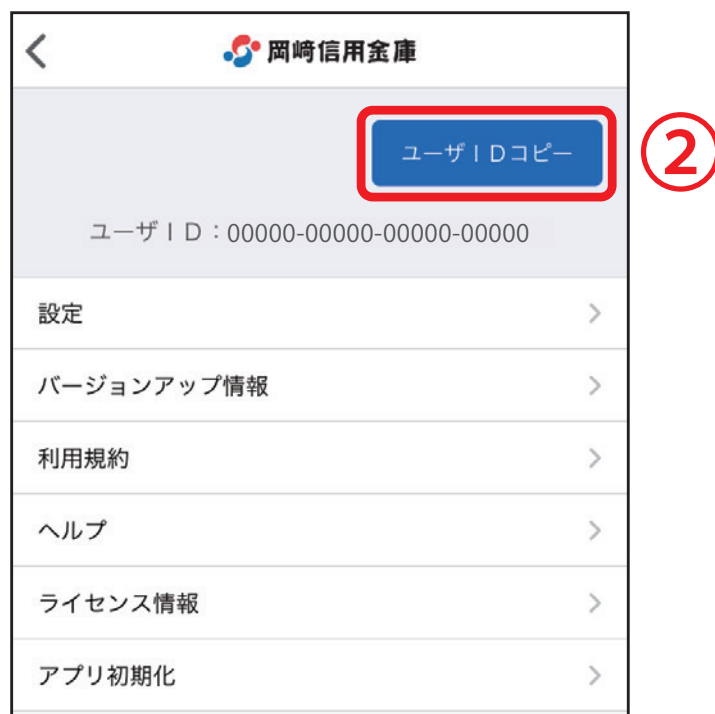 岡崎信用金庫
ユーザIDコピー
②
ユーザID：00000-00000-00000-00000
設定
バージョンアップ情報
利用規約
ヘルプ
ライセンス情報
アプリ初期化